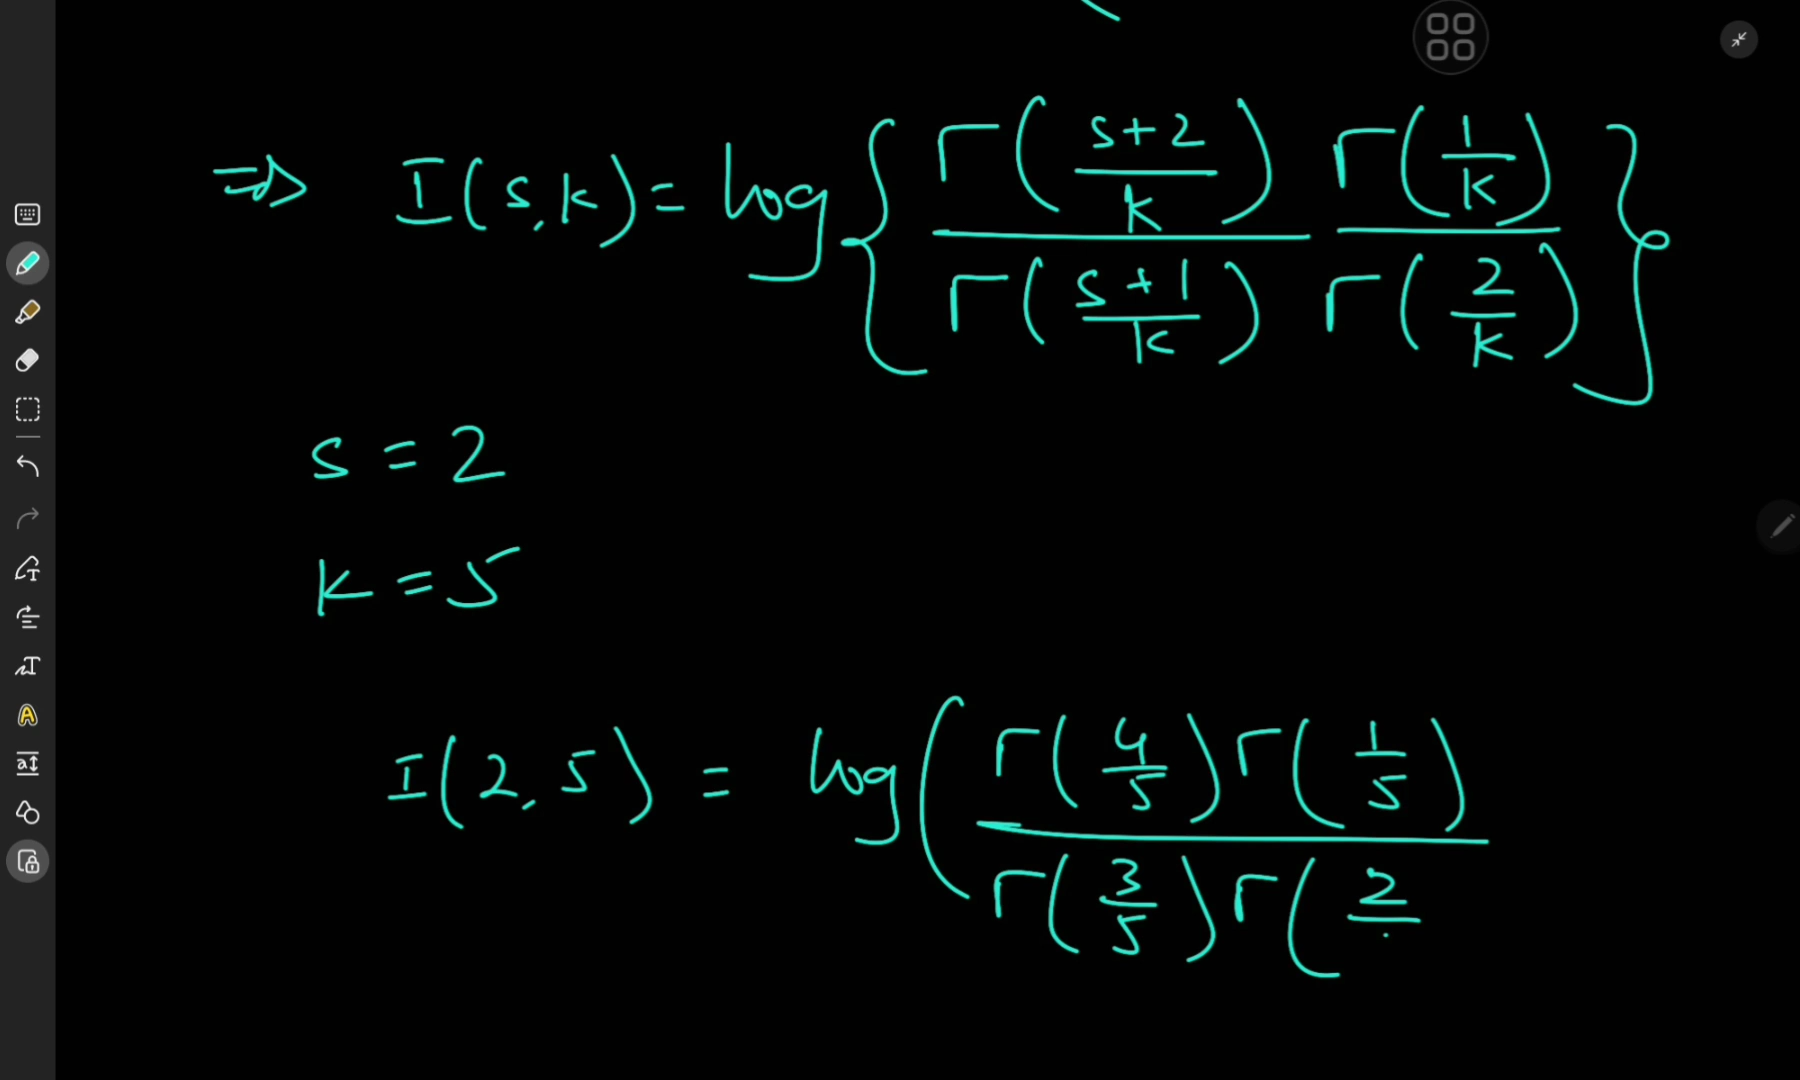 ⇒ I(s,k) = log { Γ((s+2)/k) Γ(1/k) / Γ((s+1)/k) Γ(2/k) }
s = 2
k = 5
I(2,5) = log( Γ(4/5) Γ(1/5) / Γ(3/5) Γ(2/